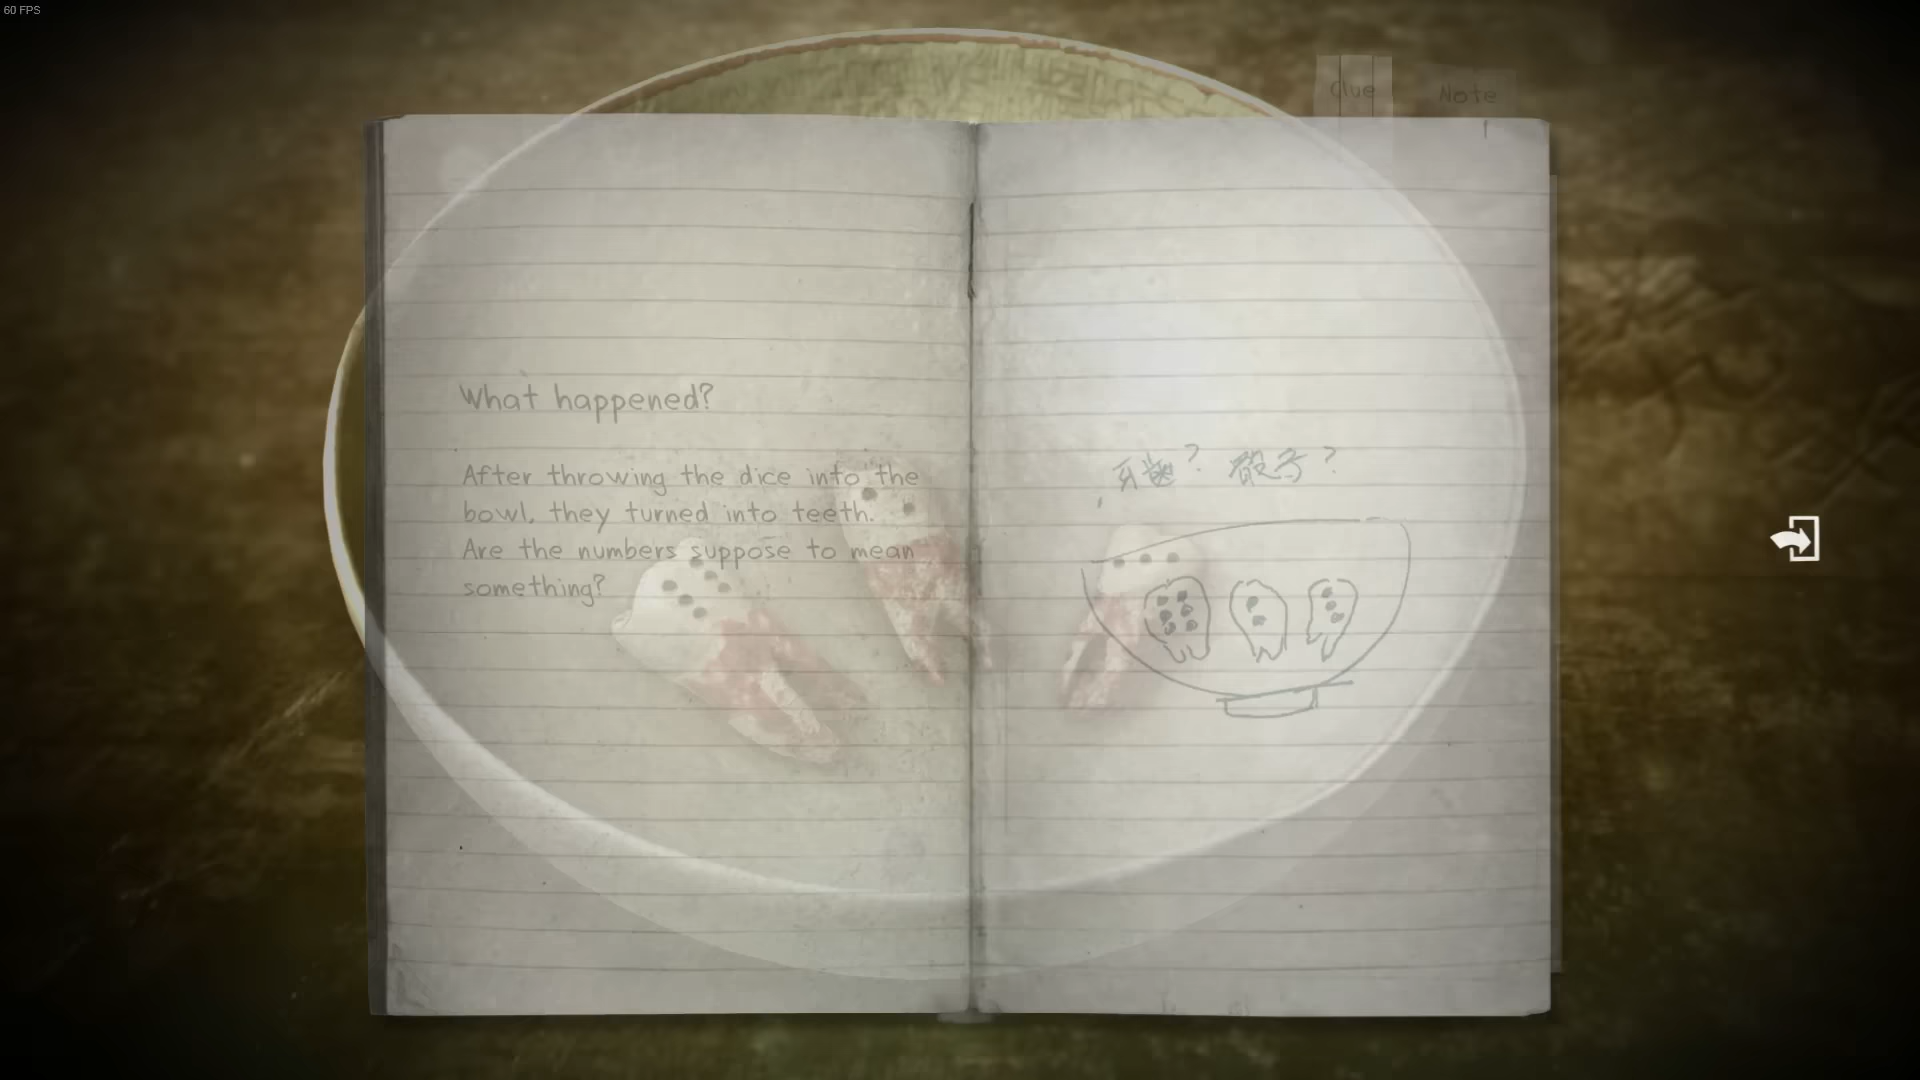 60 FPS
Clue
Note
What happened?
After throwing the dice into the
bowl, they turned into teeth.
Are the numbers suppose to mean
something?
牙齒? 骰子?